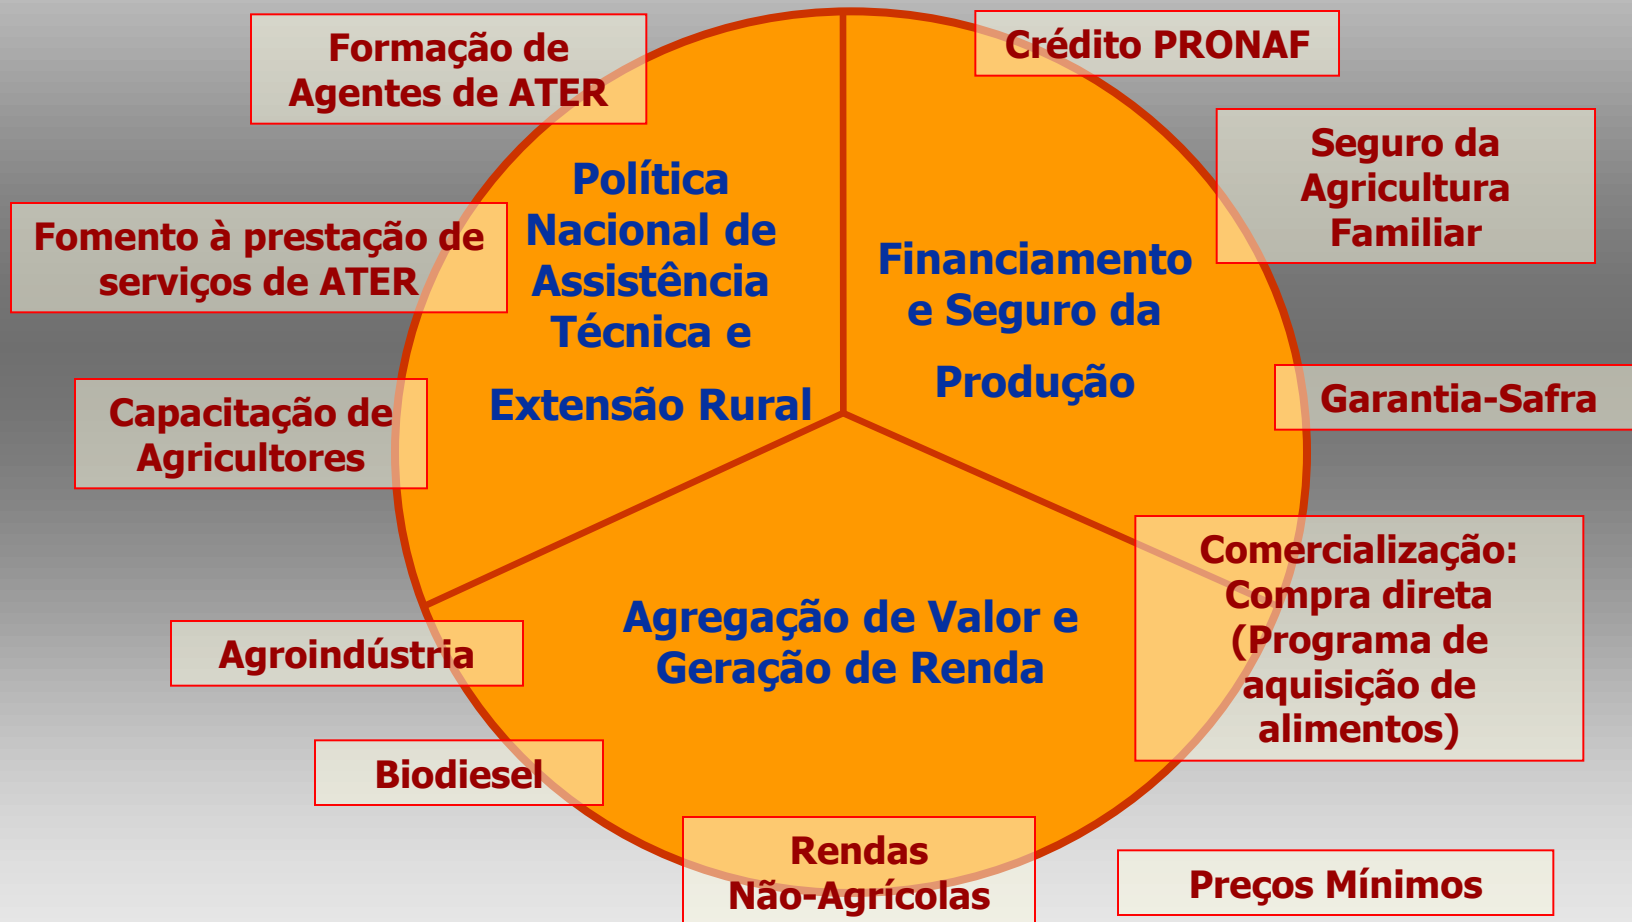 Formação de
Agentes de ATER
Crédito PRONAF
Seguro da
Agricultura
Familiar
Política
Nacional de
Assistência
Técnica e
Extensão Rural
Fomento à prestação de
serviços de ATER
Financiamento
e Seguro da
Produção
Capacitação de
Agricultores
Garantia-Safra
Comercialização:
Compra direta
(Programa de
aquisição de
alimentos)
Agregação de Valor e
Geração de Renda
Agroindústria
Biodiesel
Rendas
Não-Agrícolas
Preços Mínimos